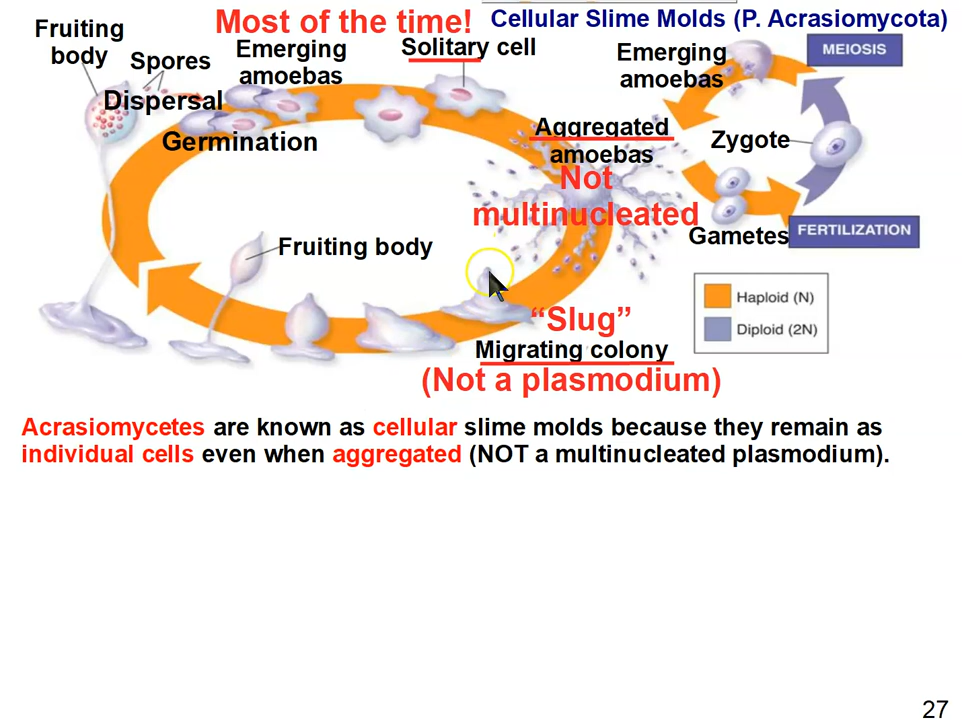 Most of the time!
Cellular Slime Molds (P. Acrasiomycota)
Fruiting
body
Spores
Dispersal
Emerging
amoebas
Germination
Solitary cell
Emerging
amoebas
MEIOSIS
Aggregated
amoebas
Not
multinucleated
Zygote
Gametes
FERTILIZATION
Fruiting body
Haploid (N)
Diploid (2N)
“Slug”
Migrating colony
(Not a plasmodium)
Acrasiomycetes are known as cellular slime molds because they remain as
individual cells even when aggregated (NOT a multinucleated plasmodium).
27